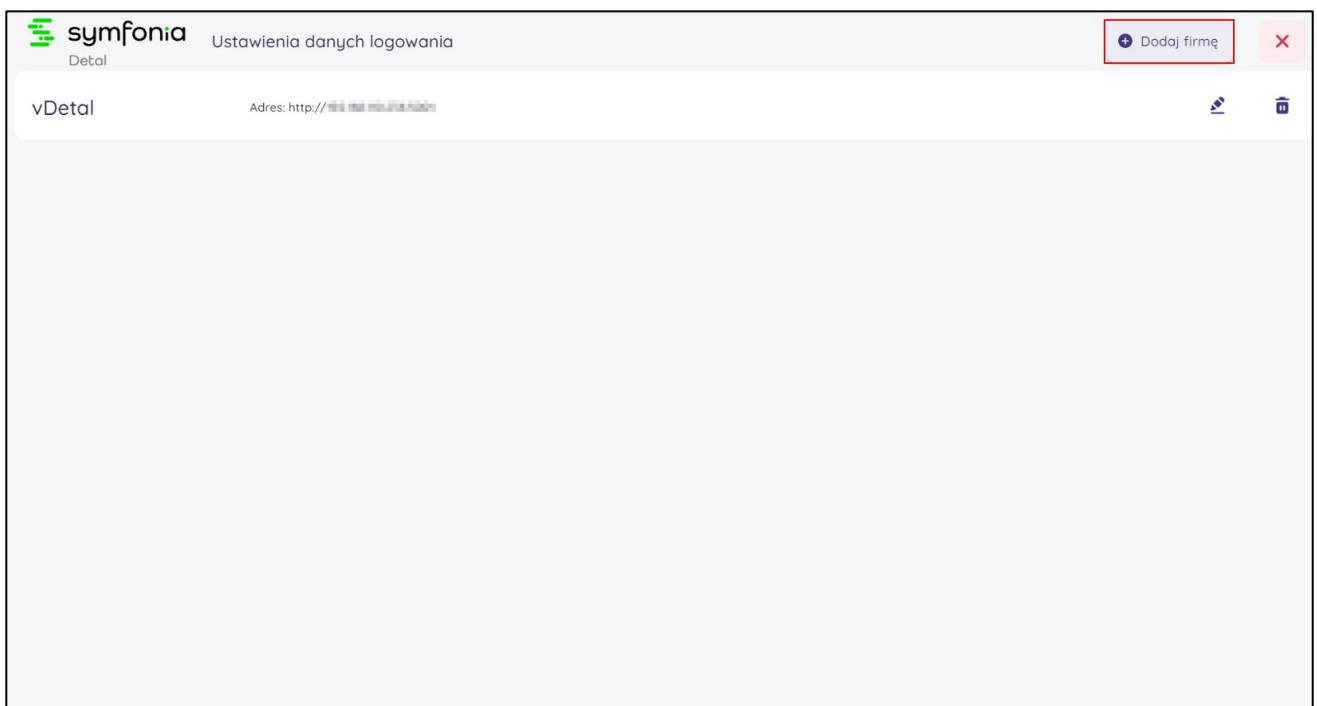 symfonia
Detal
Ustawienia danych logowania
Dodaj firmę
vDetal
Adres: http://